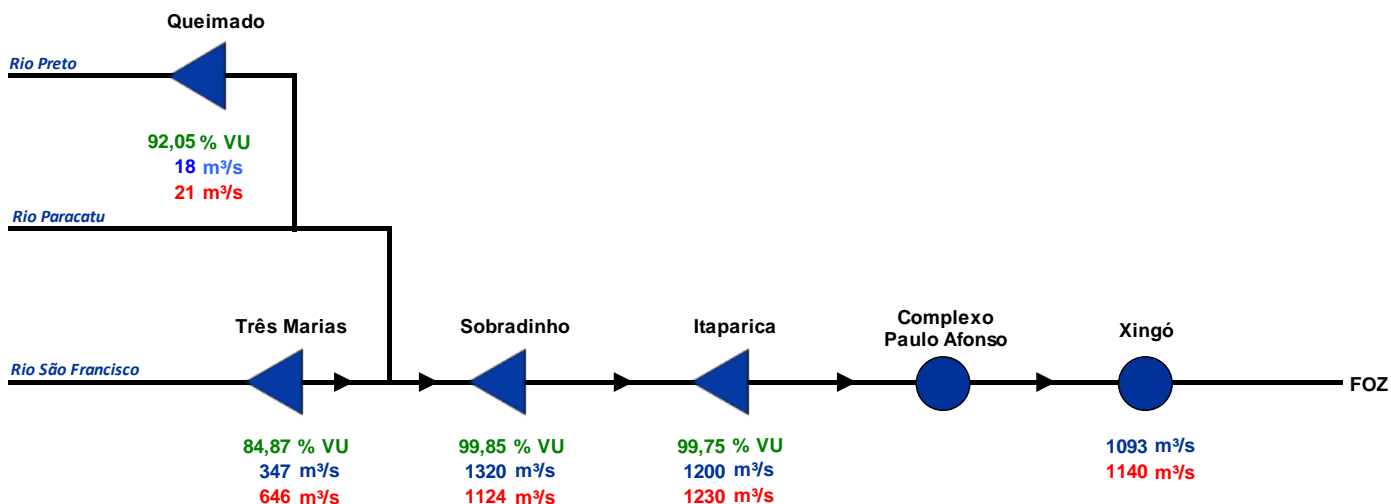 Queimado
Rio Preto
92,05 % VU
18 m³/s
21 m³/s
Rio Paracatu
Três Marias
Sobradinho
Itaparica
Complexo
Paulo Afonso
Xingó
Rio São Francisco
FOZ
84,87 % VU
347 m³/s
646 m³/s
99,85 % VU
1320 m³/s
1124 m³/s
99,75 % VU
1200 m³/s
1230 m³/s
1093 m³/s
1140 m³/s